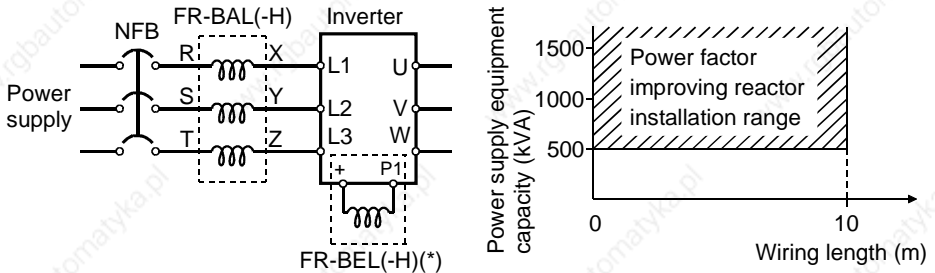 FR-BAL(-H)
Inverter
NFB
R
X
L1
U
Power
supply
S
Y
L2
V
T
Z
L3
W
+
P1
FR-BEL(-H)(*)
Power supply equipment
capacity (kVA)
1500
1000
500
Power factor
improving reactor
installation range
0
10
Wiring length (m)